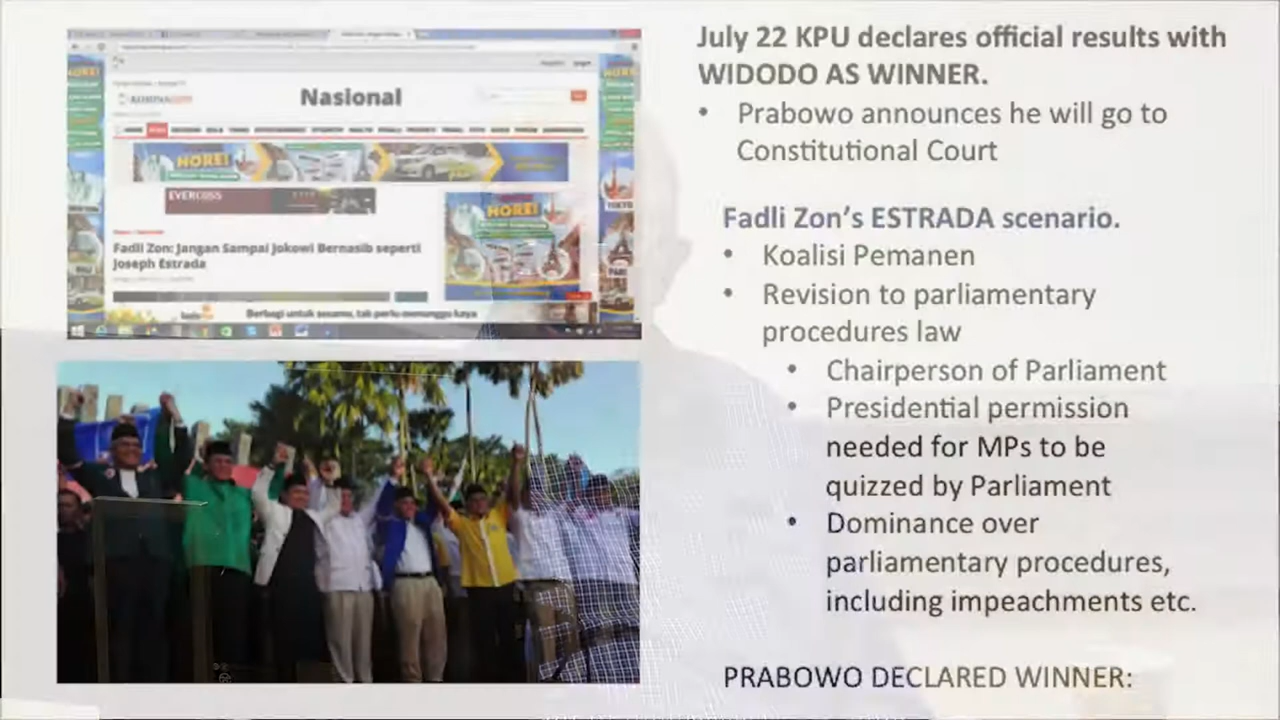 Nasional
HORE!
HORE!
EVERCOSS
HORE!
Fadli Zon: Jangan Sampai Jokowi Bernasib seperti
Joseph Estrada
Berbagi untuk sesama, tak perlu menunggu kaya
July 22 KPU declares official results with
WIDODO AS WINNER.
• Prabowo announces he will go to
Constitutional Court
Fadli Zon’s ESTRADA scenario.
• Koalisi Pemanen
• Revision to parliamentary
procedures law
• Chairperson of Parliament
• Presidential permission
needed for MPs to be
quizzed by Parliament
• Dominance over
parliamentary procedures,
including impeachments etc.
PRABOWO DECLARED WINNER: